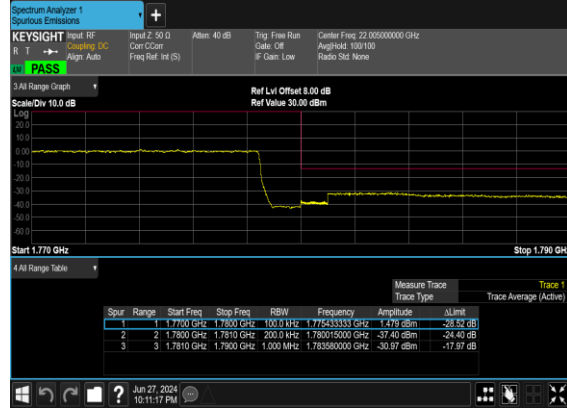 Spectrum Analyzer 1
Spurious Emissions
+
KEYSIGHT Input: RF Input Z: 50 Ω Atten: 40 dB Trig: Free Run Center Freq: 22.005000000 GHz
R T Coupling: DC Corr CCorr Gate: Off Avg|Hold: 100/100
Align: Auto Freq Ref: Int (S) IF Gain: Low Radio Std: None
PASS
3 All Range Graph
Ref Lvl Offset 8.00 dB
Scale/Div 10.0 dB Ref Value 30.00 dBm
Log
20.0
10.0
0.00
-10.0
-20.0
-30.0
-40.0
-50.0
-60.0
Start 1.770 GHz Stop 1.790 GH
4 All Range Table
Measure Trace Trace 1
Trace Type Trace Average (Active)
Spur Range Start Freq Stop Freq RBW Frequency Amplitude ΔLimit
1 1 1.7700 GHz 1.7800 GHz 100.0 kHz 1.775433333 GHz 1.479 dBm -28.52 dB
2 2 1.7800 GHz 1.7810 GHz 200.0 kHz 1.780015000 GHz -37.40 dBm -24.40 dB
3 3 1.7810 GHz 1.7900 GHz 1.000 MHz 1.783580000 GHz -30.97 dBm -17.97 dB
? Jun 27, 2024
10:11:17 PM